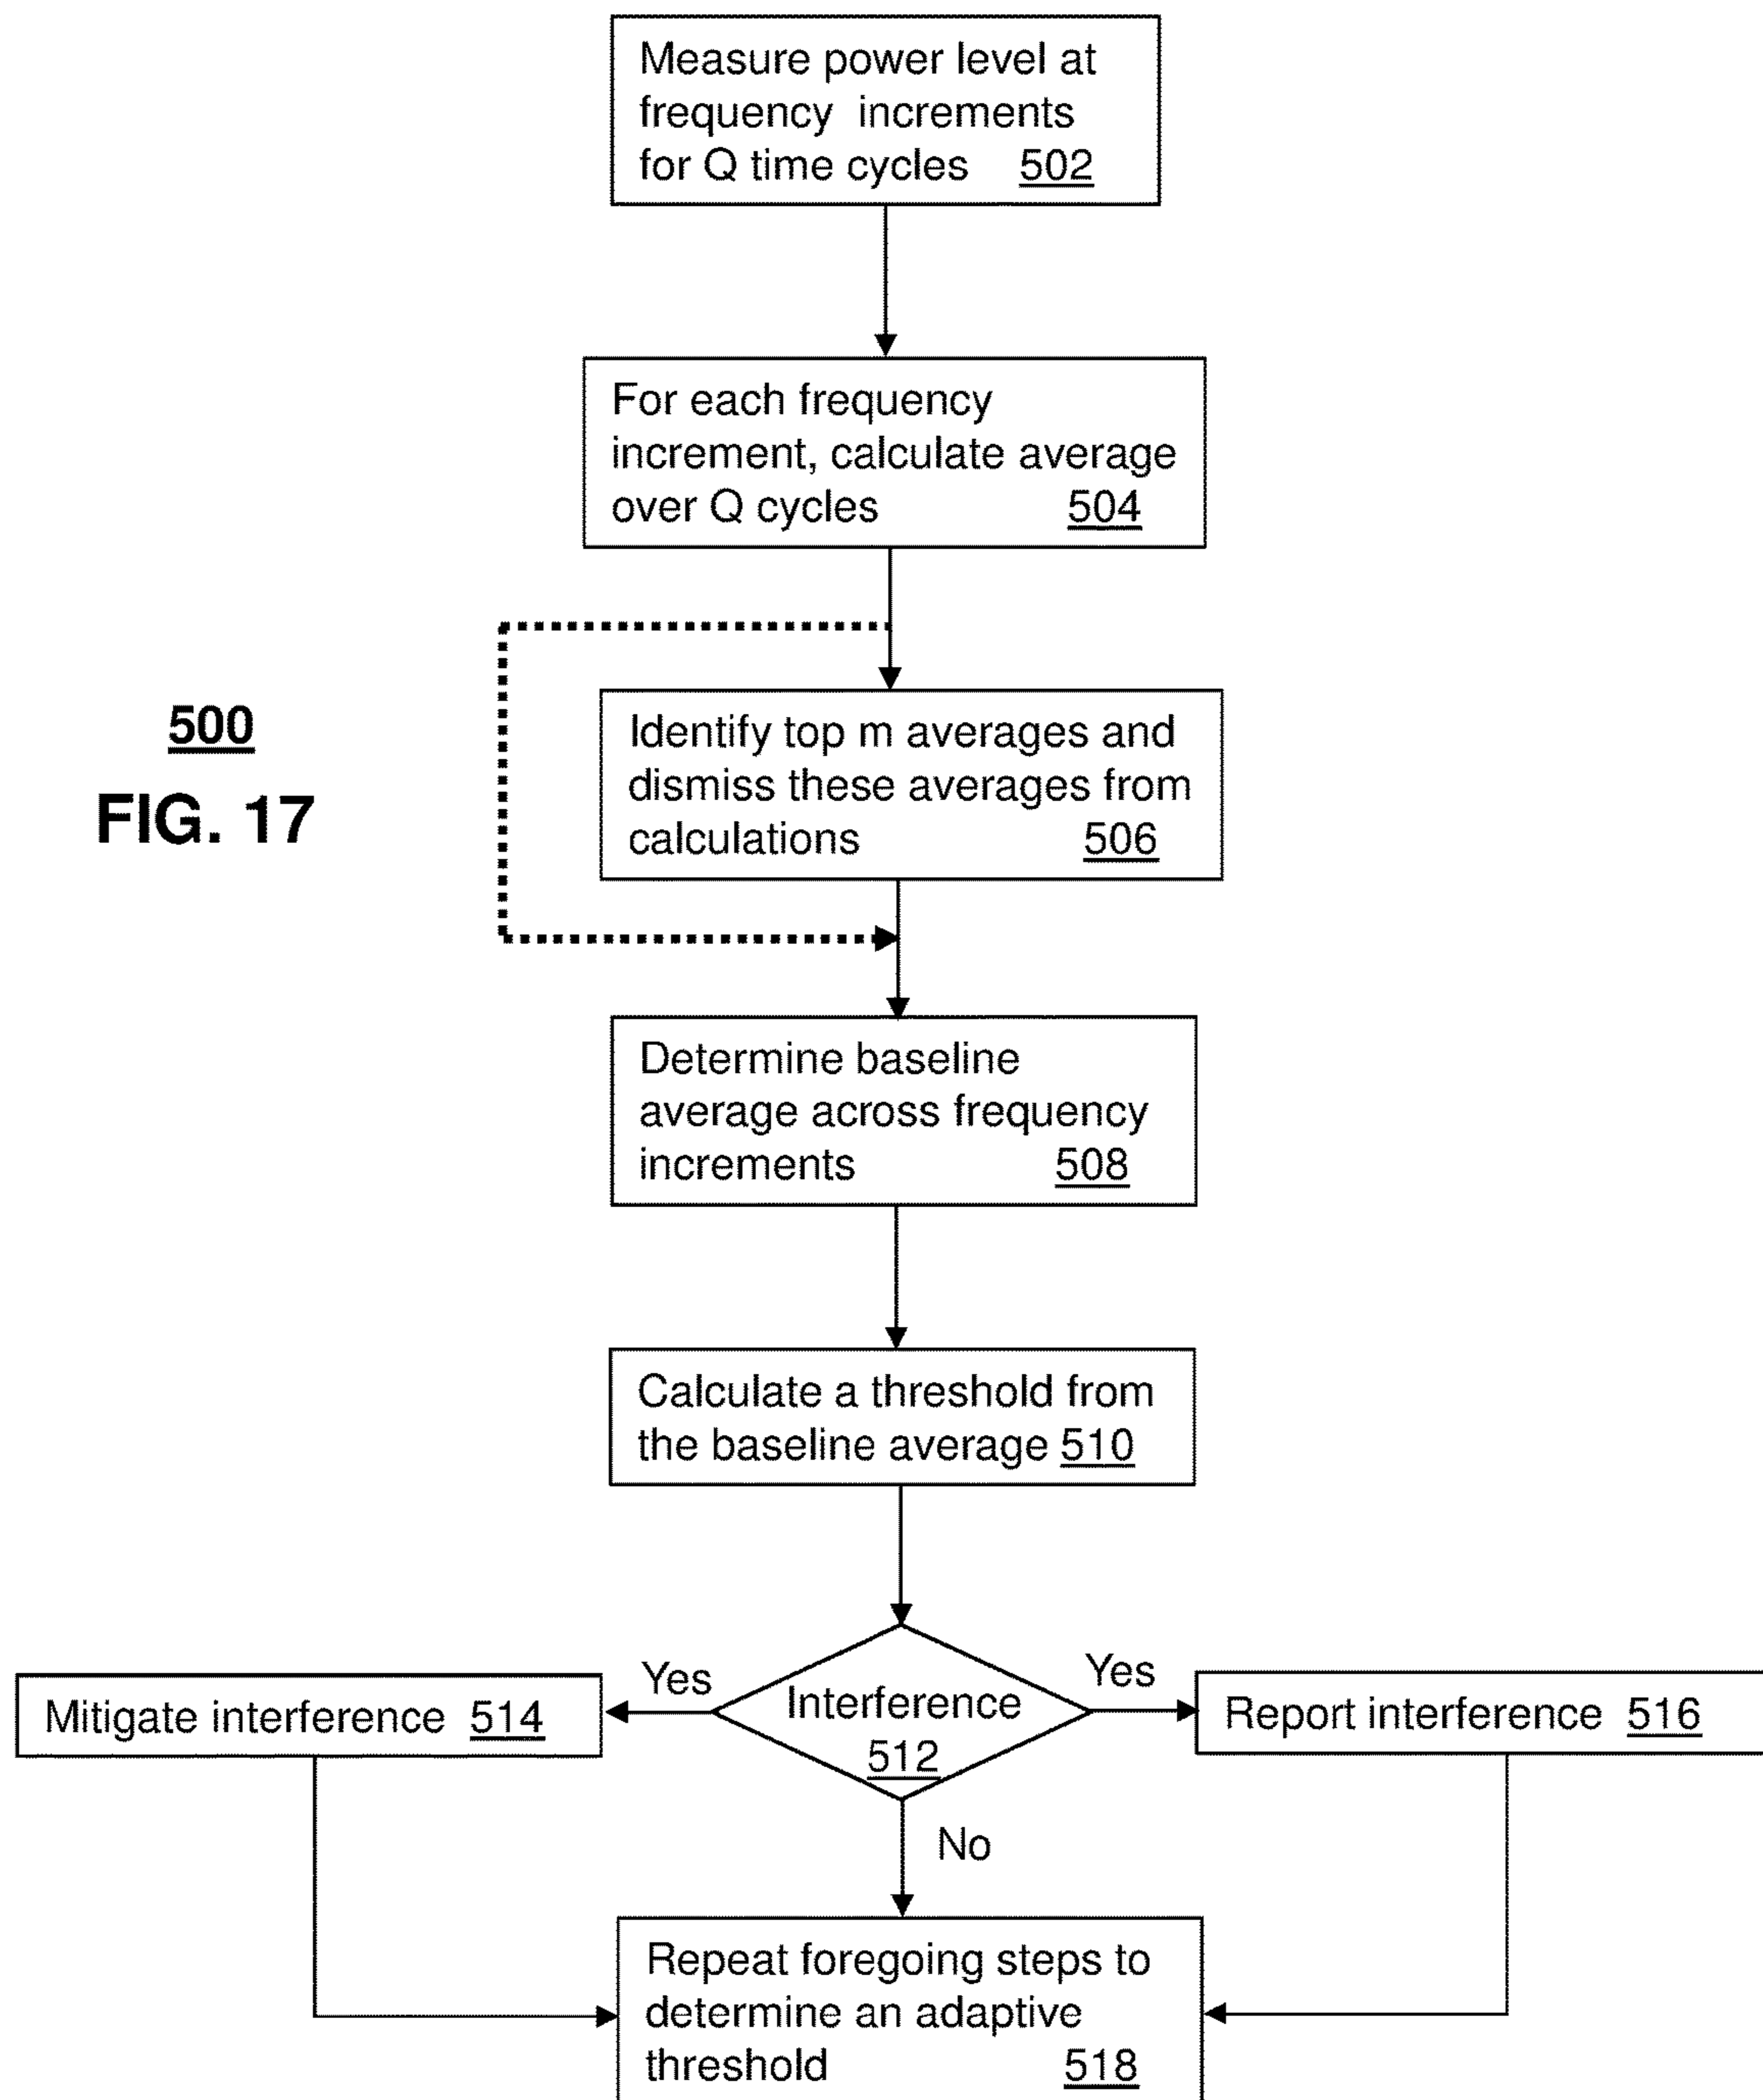 Measure power level at
frequency increments
for Q time cycles 502
For each frequency
increment, calculate average
over Q cycles 504
500
FIG. 17
Identify top m averages and
dismiss these averages from
calculations 506
Determine baseline
average across frequency
increments 508
Calculate a threshold from
the baseline average 510
Yes
Yes
Mitigate interference 514
Interference
512
Report interference 516
No
Repeat foregoing steps to
determine an adaptive
threshold 518